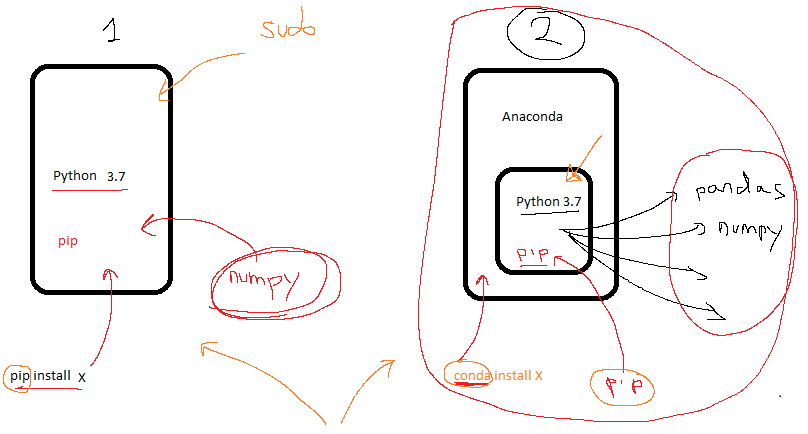 1
sudo
Python 3.7
pip
numpy
pip install X
2
Anaconda
Python 3.7
pip
pandas
numpy
conda install X
pip